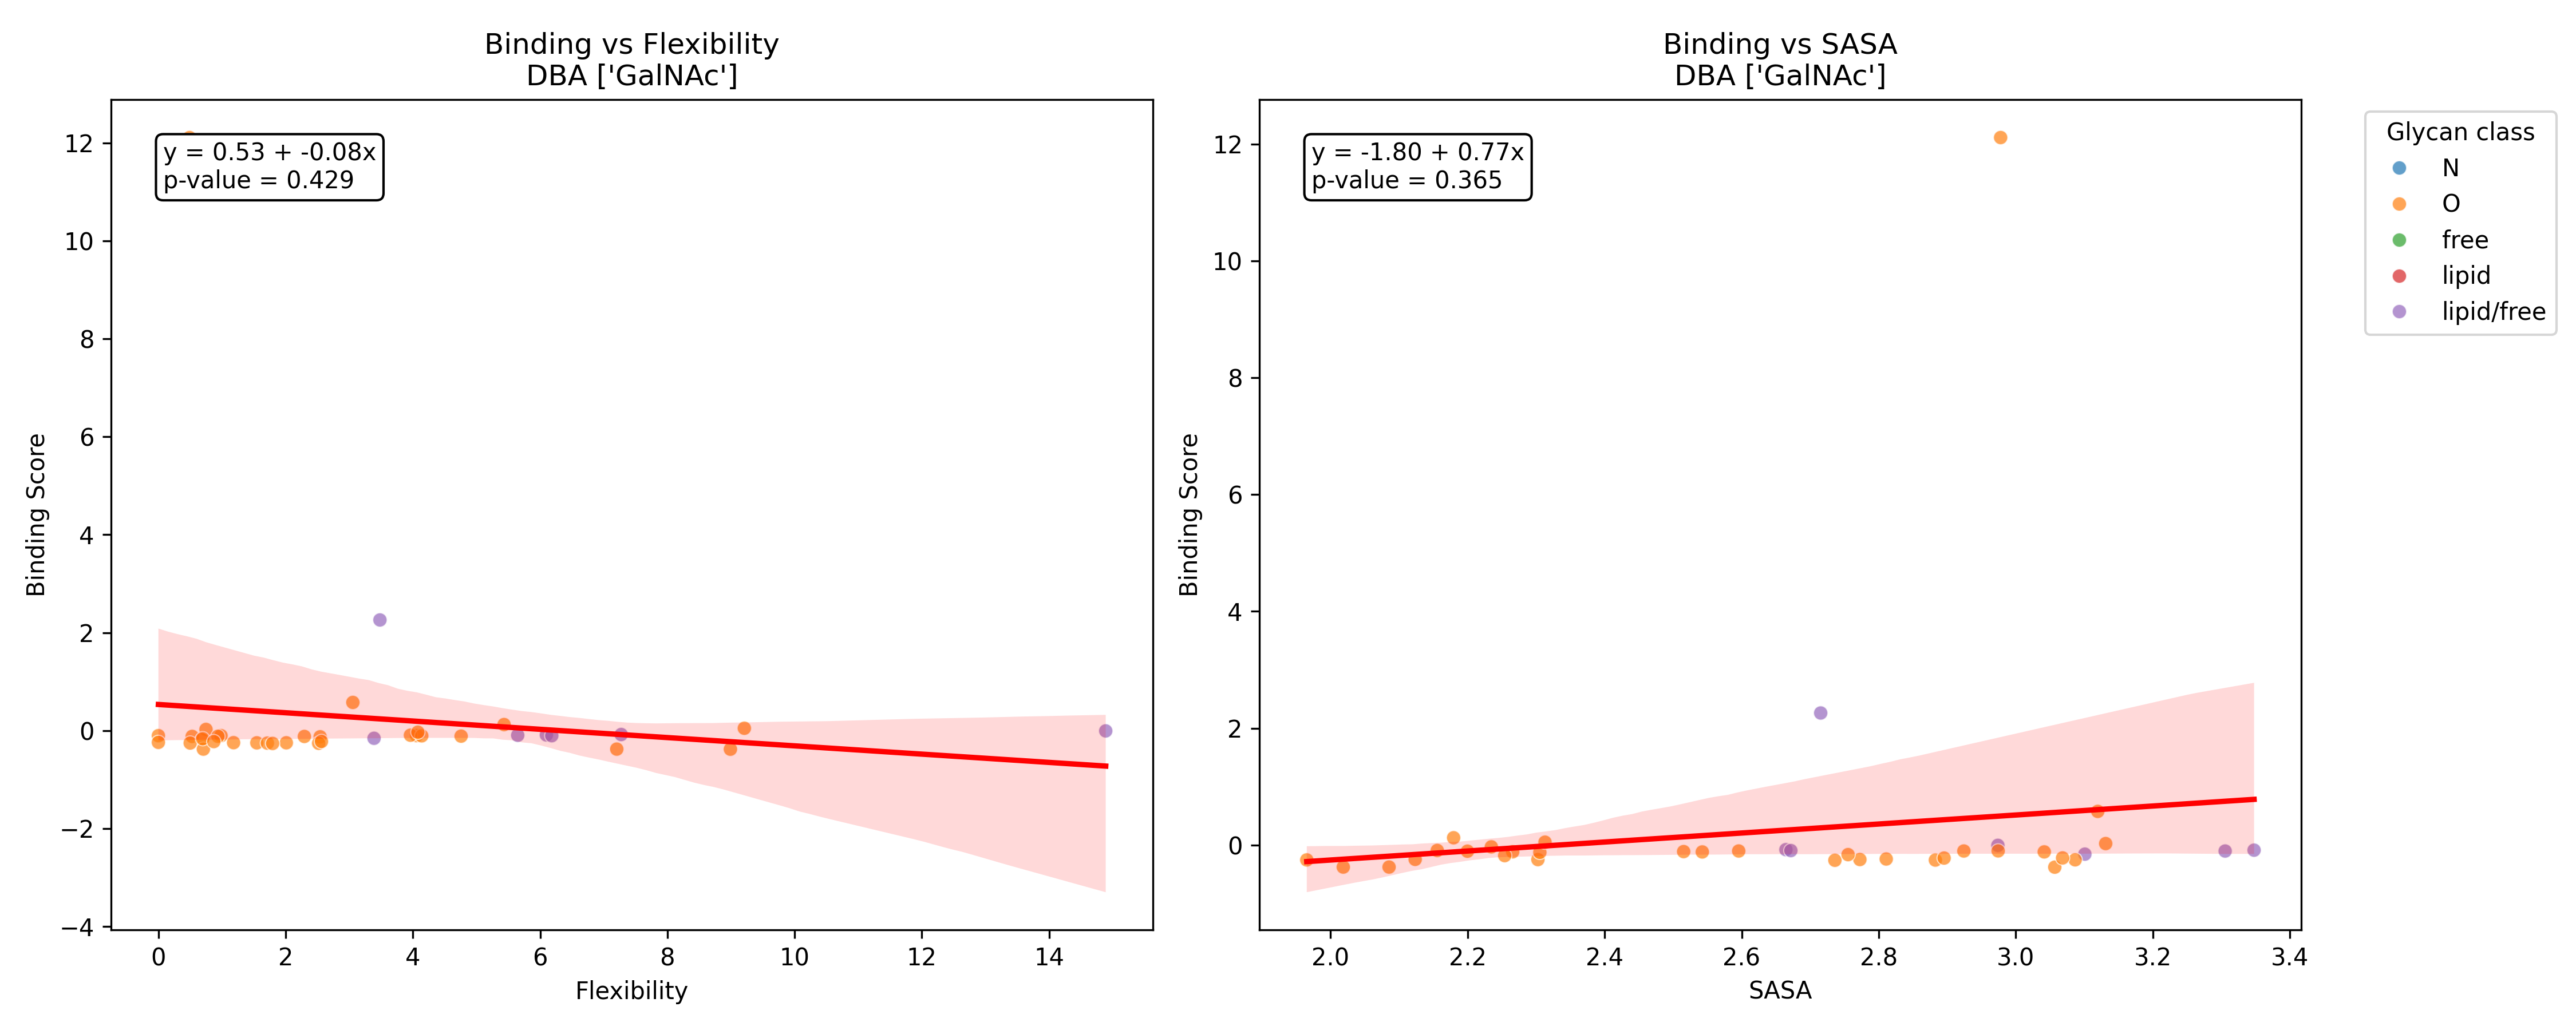 Binding vs Flexibility
DBA ['GalNAc']
y = 0.53 + -0.08x
p-value = 0.429
12
10
8
6
4
2
0
−2
−4
Binding Score
0 2 4 6 8 10 12 14
Flexibility
Binding vs SASA
DBA ['GalNAc']
y = -1.80 + 0.77x
p-value = 0.365
12
10
8
6
4
2
0
Binding Score
2.0 2.2 2.4 2.6 2.8 3.0 3.2 3.4
SASA
Glycan class
N
O
free
lipid
lipid/free